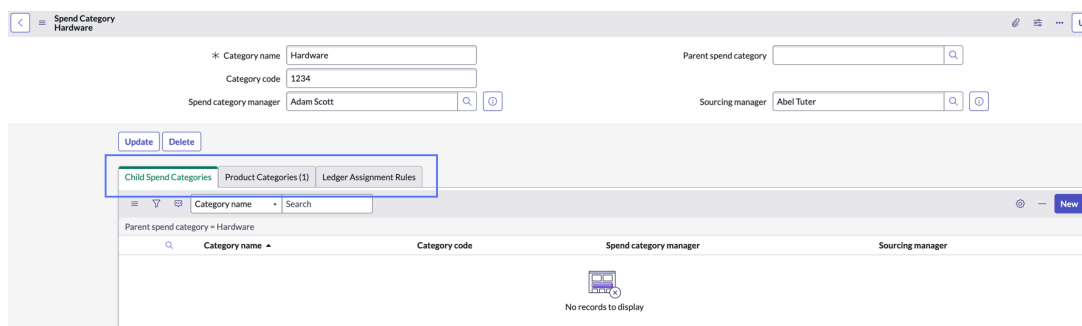 Spend Category
Hardware
U
Category name Hardware Parent spend category
Category code 1234
Spend category manager Adam Scott Sourcing manager Abel Tuter
Update Delete
Child Spend Categories Product Categories (1) Ledger Assignment Rules
Category name Search New
Parent spend category = Hardware
Category name Category code Spend category manager Sourcing manager
No records to display